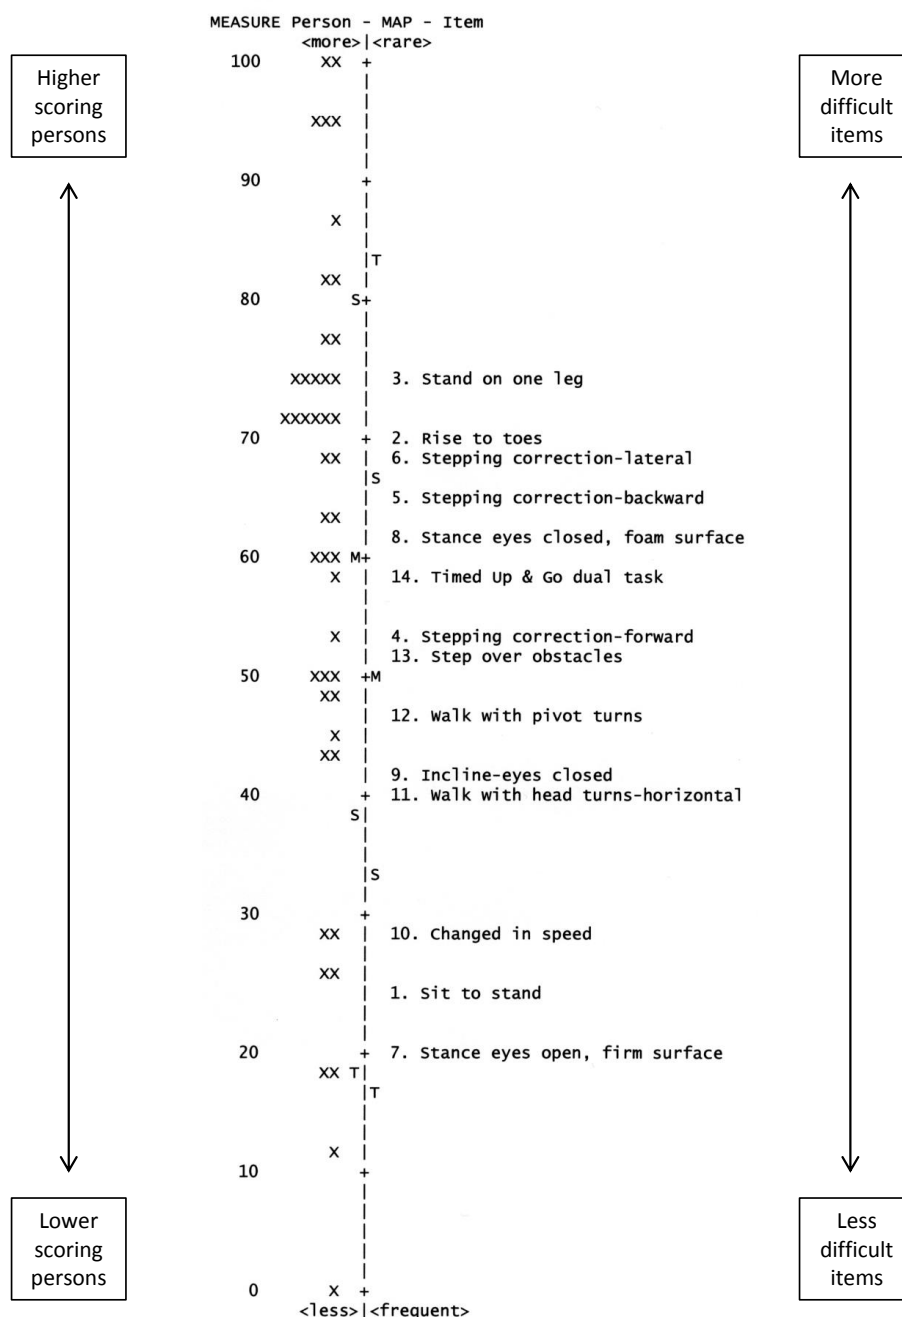 MEASURE Person - MAP - Item
<more>|<rare>
100 XX +
Higher
scoring
persons
More
difficult
items
XXX |
90 +
X |
|T
XX |
80 S+
XX |
XXXXX | 3. Stand on one leg
XXXXXX |
70 + 2. Rise to toes
XX | 6. Stepping correction-lateral
|S
| 5. Stepping correction-backward
XX |
| 8. Stance eyes closed, foam surface
60 XXX M+
X | 14. Timed Up & Go dual task
X | 4. Stepping correction-forward
| 13. Step over obstacles
50 XXX +M
XX |
| 12. Walk with pivot turns
X |
XX |
| 9. Incline-eyes closed
40 + 11. Walk with head turns-horizontal
S|
|S
30 +
XX | 10. Changed in speed
XX |
| 1. Sit to stand
20 + 7. Stance eyes open, firm surface
XX T|
|T
X |
10 +
Lower
scoring
persons
Less
difficult
items
0 X +
<less>|<frequent>